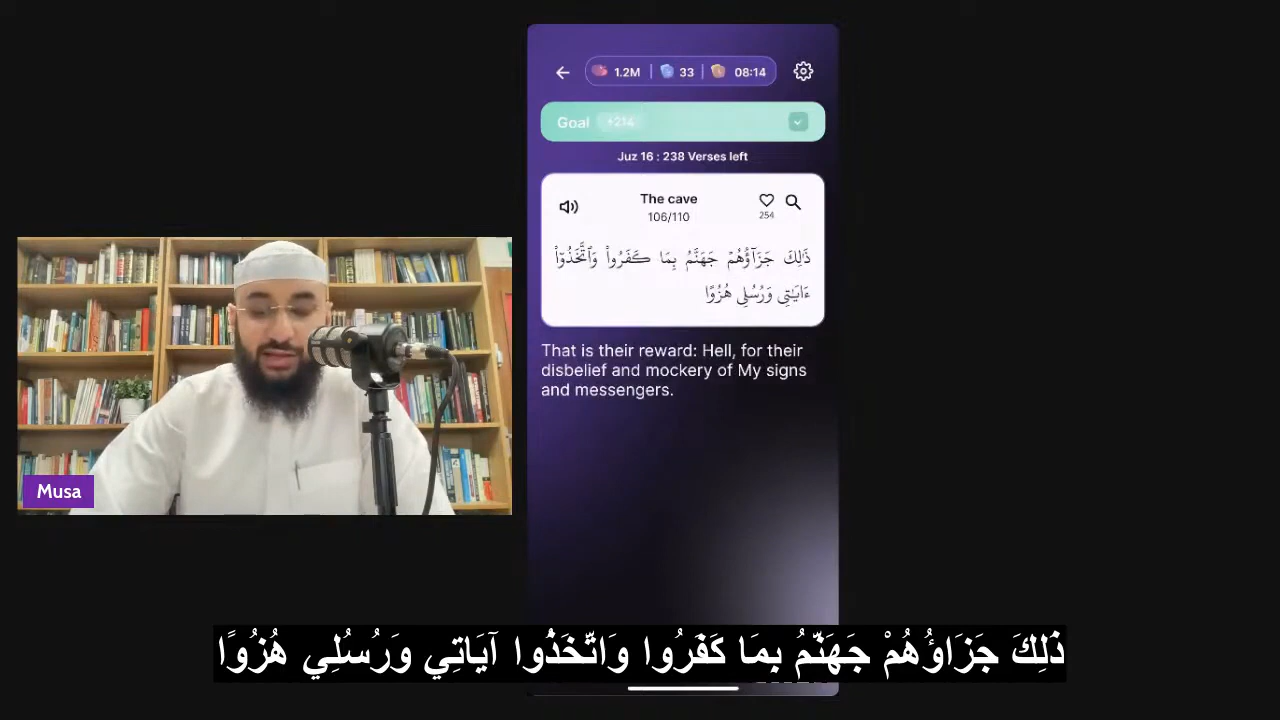 1.2M 33 08:14
Goal +214
Juz 16 : 238 Verses left
The cave
106/110
254
ذَٰلِكَ جَزَآؤُهُمْ جَهَنَّمُ بِمَا كَفَرُوا۟ وَٱتَّخَذُوٓا۟
ءَايَـٰتِى وَرُسُلِى هُزُوًا
That is their reward: Hell, for their
disbelief and mockery of My signs
and messengers.
Musa
ذَلِكَ جَزَاؤُهُمْ جَهَنَّمُ بِمَا كَفَرُوا وَاتَّخَذُوا آيَاتِي وَرُسُلِي هُزُوًا